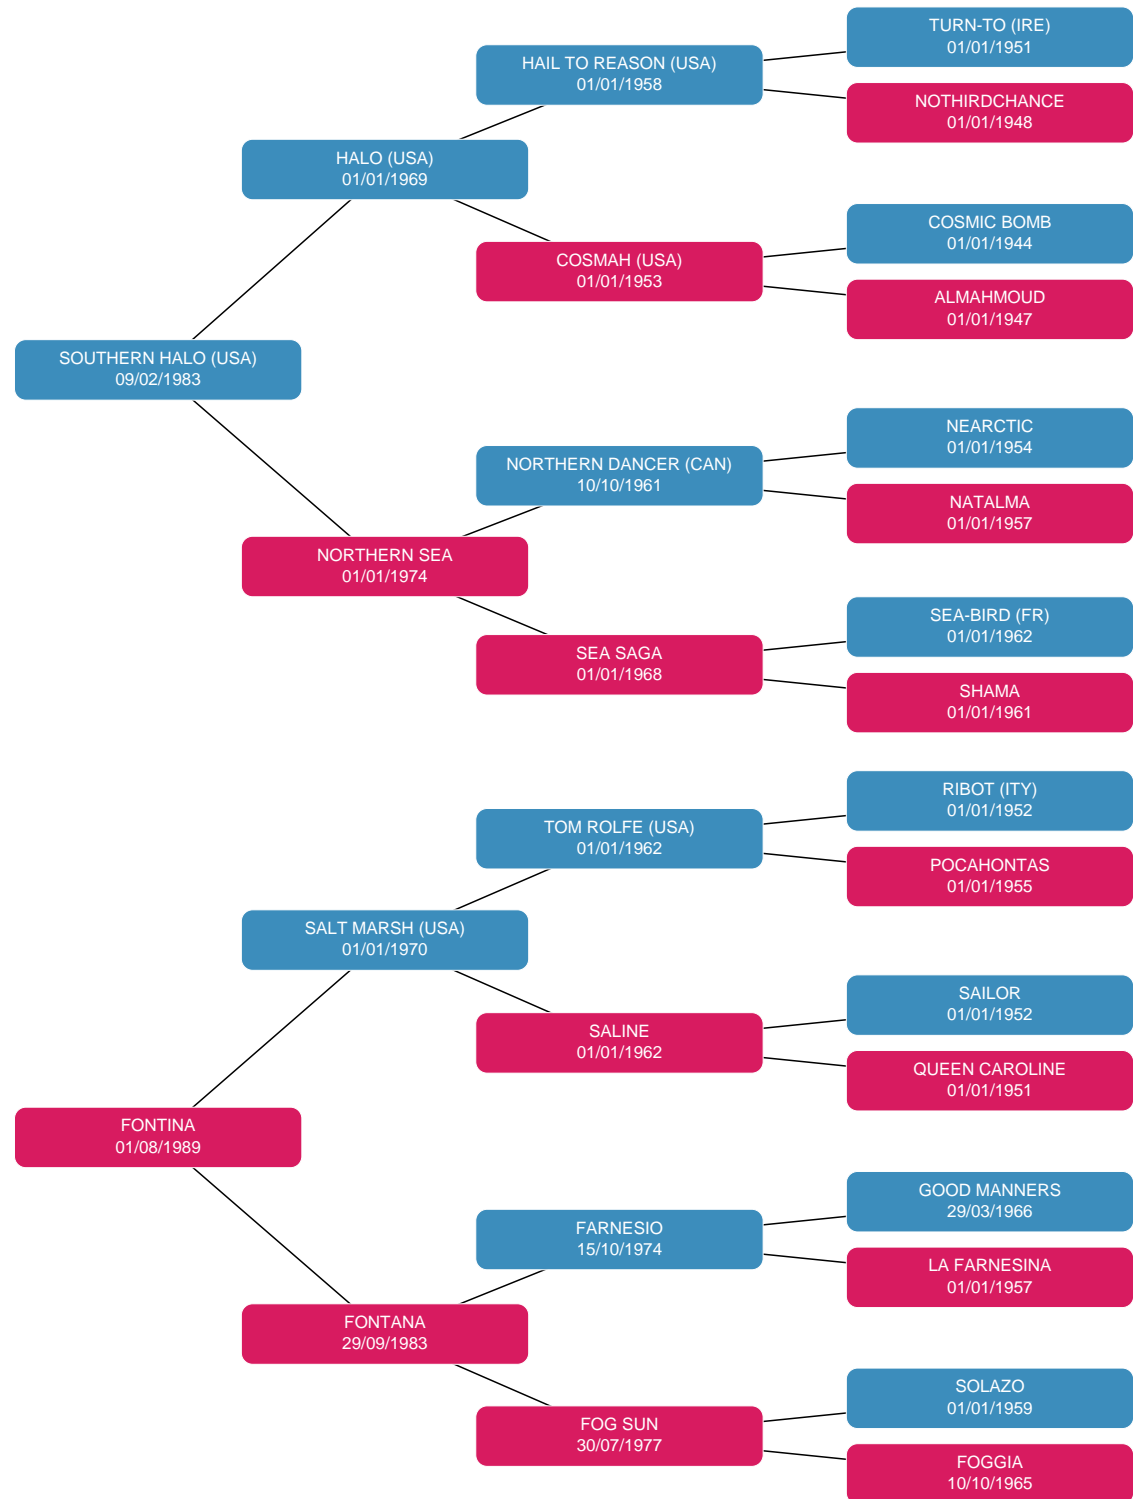 TURN-TO (IRE)
01/01/1951
HAIL TO REASON (USA)
01/01/1958
NOTHIRDCHANCE
01/01/1948
HALO (USA)
01/01/1969
COSMIC BOMB
01/01/1944
COSMAH (USA)
01/01/1953
ALMAHMOUD
01/01/1947
SOUTHERN HALO (USA)
09/02/1983
NEARCTIC
01/01/1954
NORTHERN DANCER (CAN)
10/10/1961
NATALMA
01/01/1957
NORTHERN SEA
01/01/1974
SEA-BIRD (FR)
01/01/1962
SEA SAGA
01/01/1968
SHAMA
01/01/1961
RIBOT (ITY)
01/01/1952
TOM ROLFE (USA)
01/01/1962
POCAHONTAS
01/01/1955
SALT MARSH (USA)
01/01/1970
SAILOR
01/01/1952
SALINE
01/01/1962
QUEEN CAROLINE
01/01/1951
FONTINA
01/08/1989
GOOD MANNERS
29/03/1966
FARNESIO
15/10/1974
LA FARNESINA
01/01/1957
FONTANA
29/09/1983
SOLAZO
01/01/1959
FOG SUN
30/07/1977
FOGGIA
10/10/1965